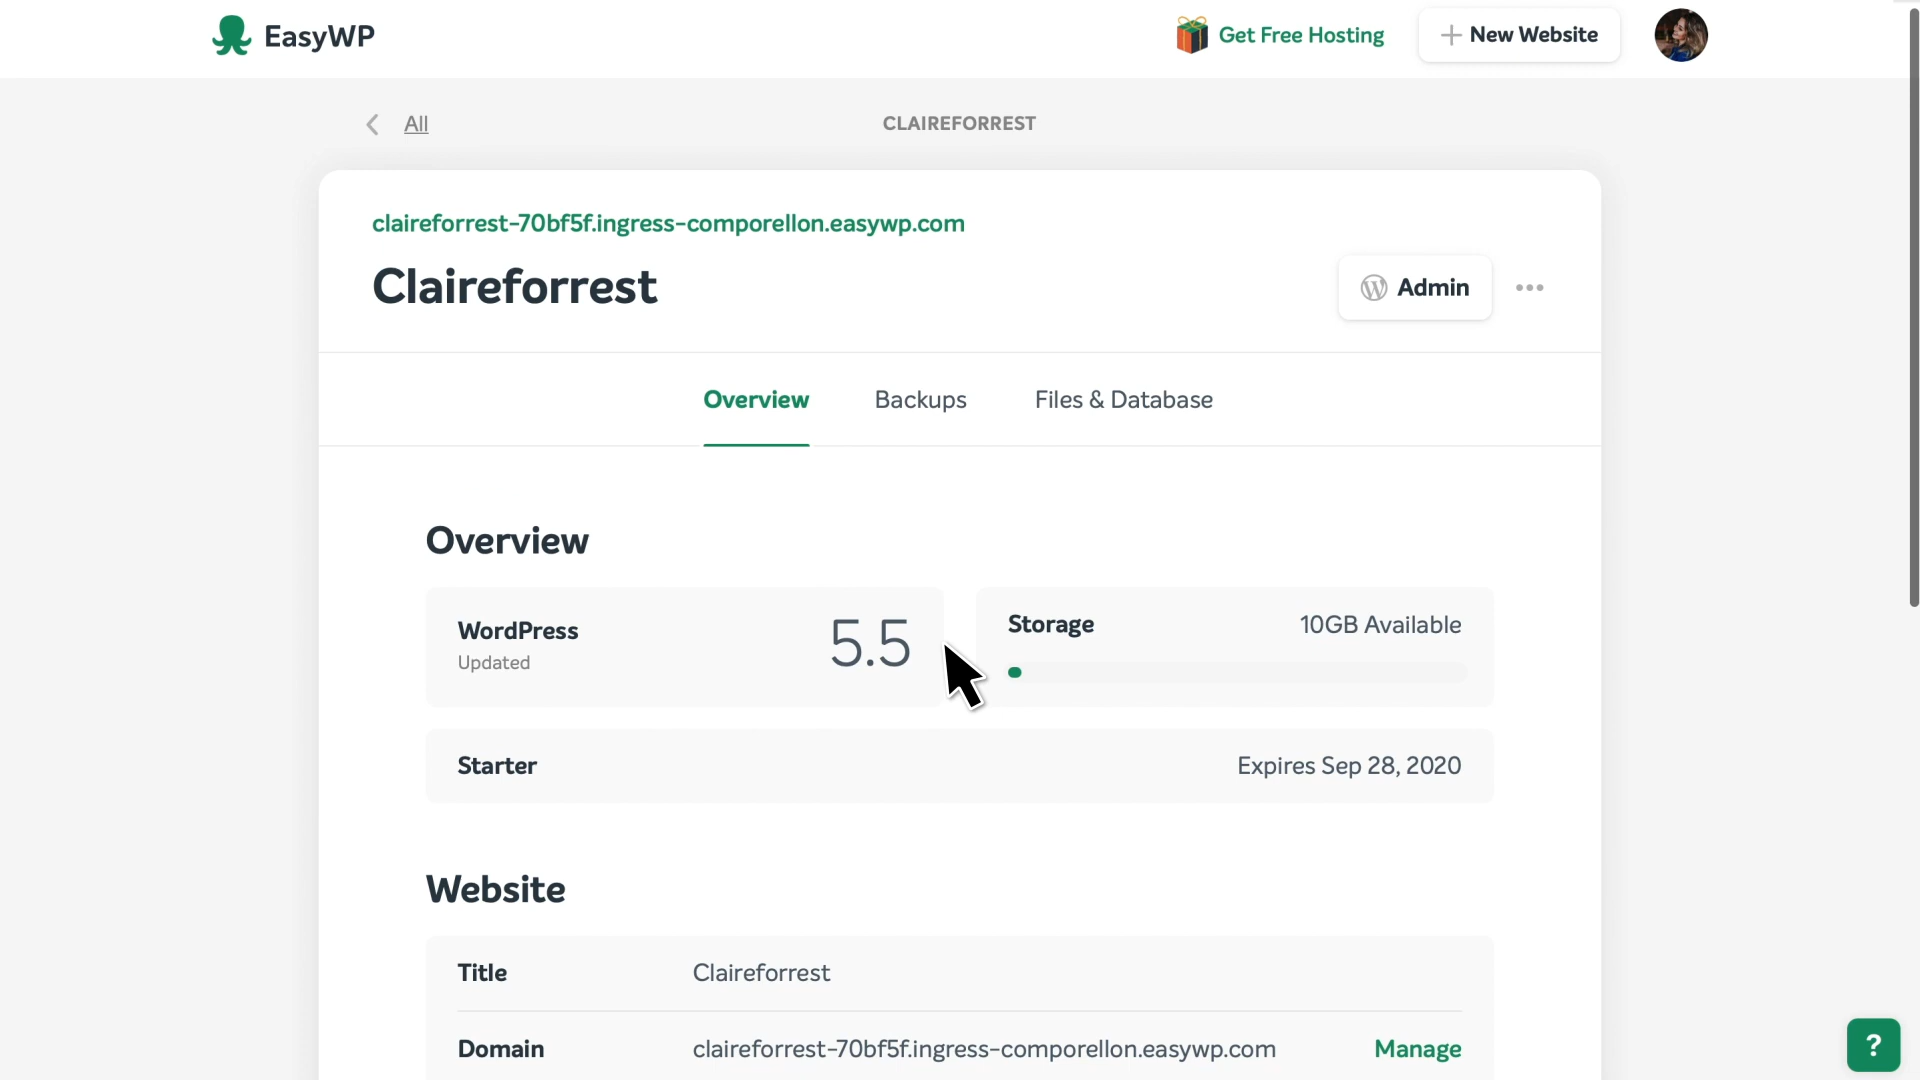 EasyWP
Get Free Hosting
New Website
All
CLAIREFORREST
claireforrest-70bf5f.ingress-comporellon.easywp.com
Claireforrest
Admin
Overview
Backups
Files & Database
Overview
WordPress
Updated
5.5
Storage
10GB Available
Starter
Expires Sep 28, 2020
Website
Title
Claireforrest
Domain
claireforrest-70bf5f.ingress-comporellon.easywp.com
Manage
?